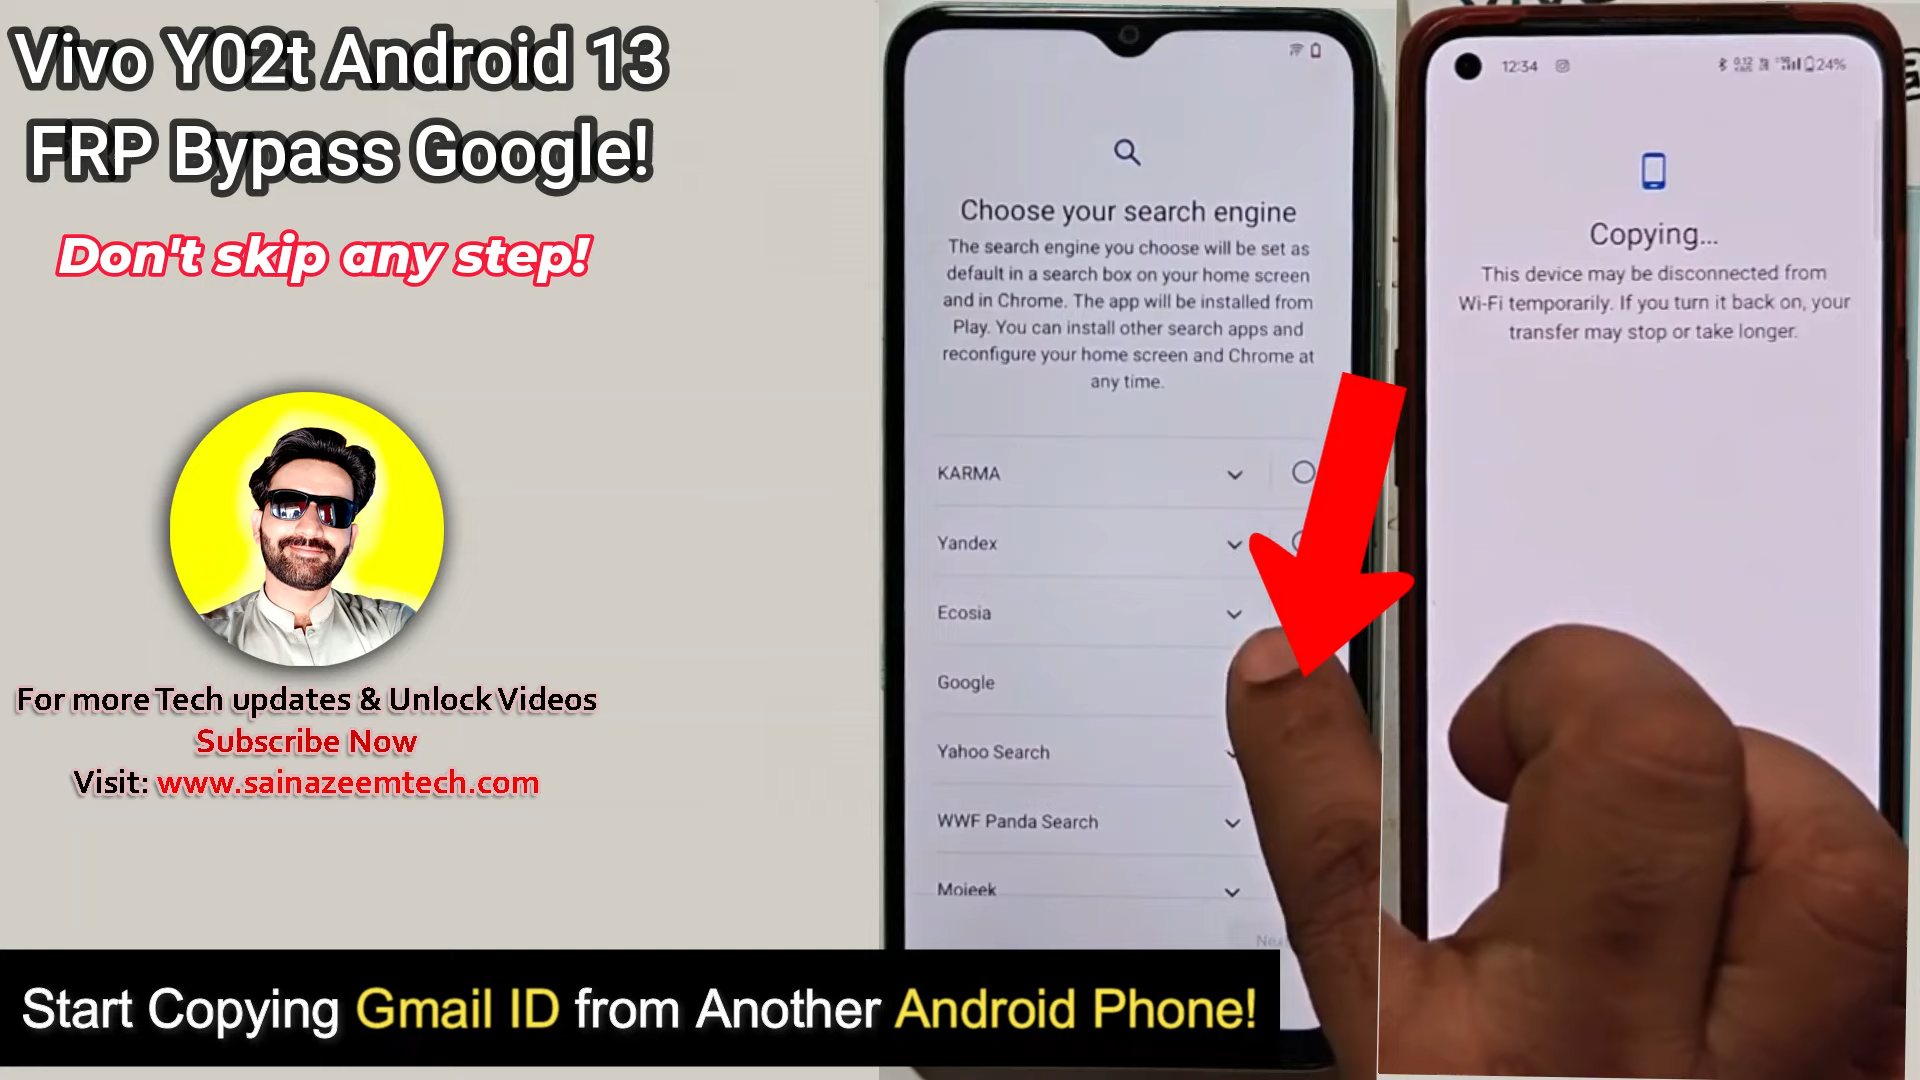 Vivo Y02t Android 13
FRP Bypass Google!
Don't skip any step!
For more Tech updates & Unlock Videos
Subscribe Now
Visit: www.sainazeemtech.com
Choose your search engine
The search engine you choose will be set as
default in a search box on your home screen
and in Chrome. The app will be installed from
Play. You can install other search apps and
reconfigure your home screen and Chrome at
any time.
KARMA
Yandex
Ecosia
Google
Yahoo Search
WWF Panda Search
Mojeek
12:34
24%
Copying...
This device may be disconnected from
Wi-Fi temporarily. If you turn it back on, your
transfer may stop or take longer.
Start Copying Gmail ID from Another Android Phone!